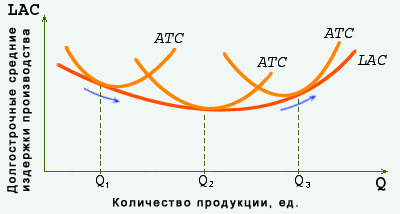 LAC
Долгосрочные средние
издержки производства
ATC
ATC
ATC
LAC
Q₁
Q₂
Q₃
Q
Количество продукции, ед.